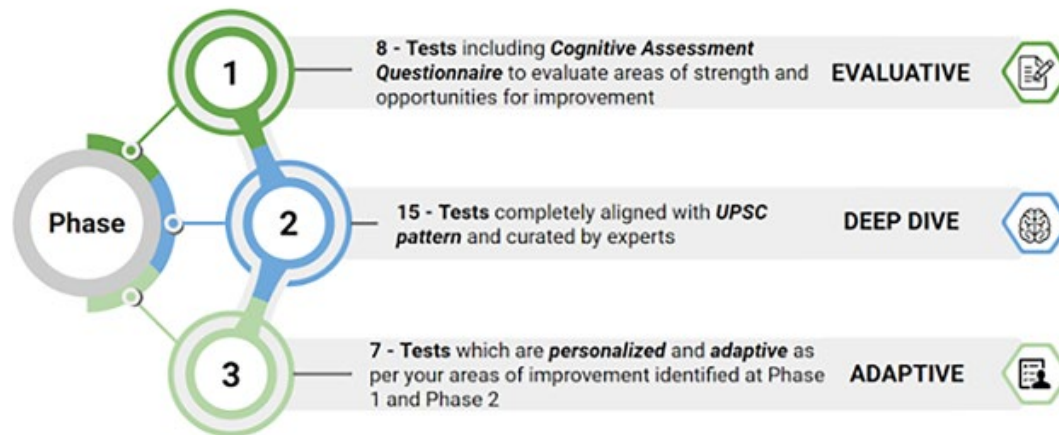 Phase
1
8 - Tests including Cognitive Assessment
Questionnaire to evaluate areas of strength and
opportunities for improvement
EVALUATIVE
2
15 - Tests completely aligned with UPSC
pattern and curated by experts
DEEP DIVE
3
7 - Tests which are personalized and adaptive as
per your areas of improvement identified at Phase
1 and Phase 2
ADAPTIVE